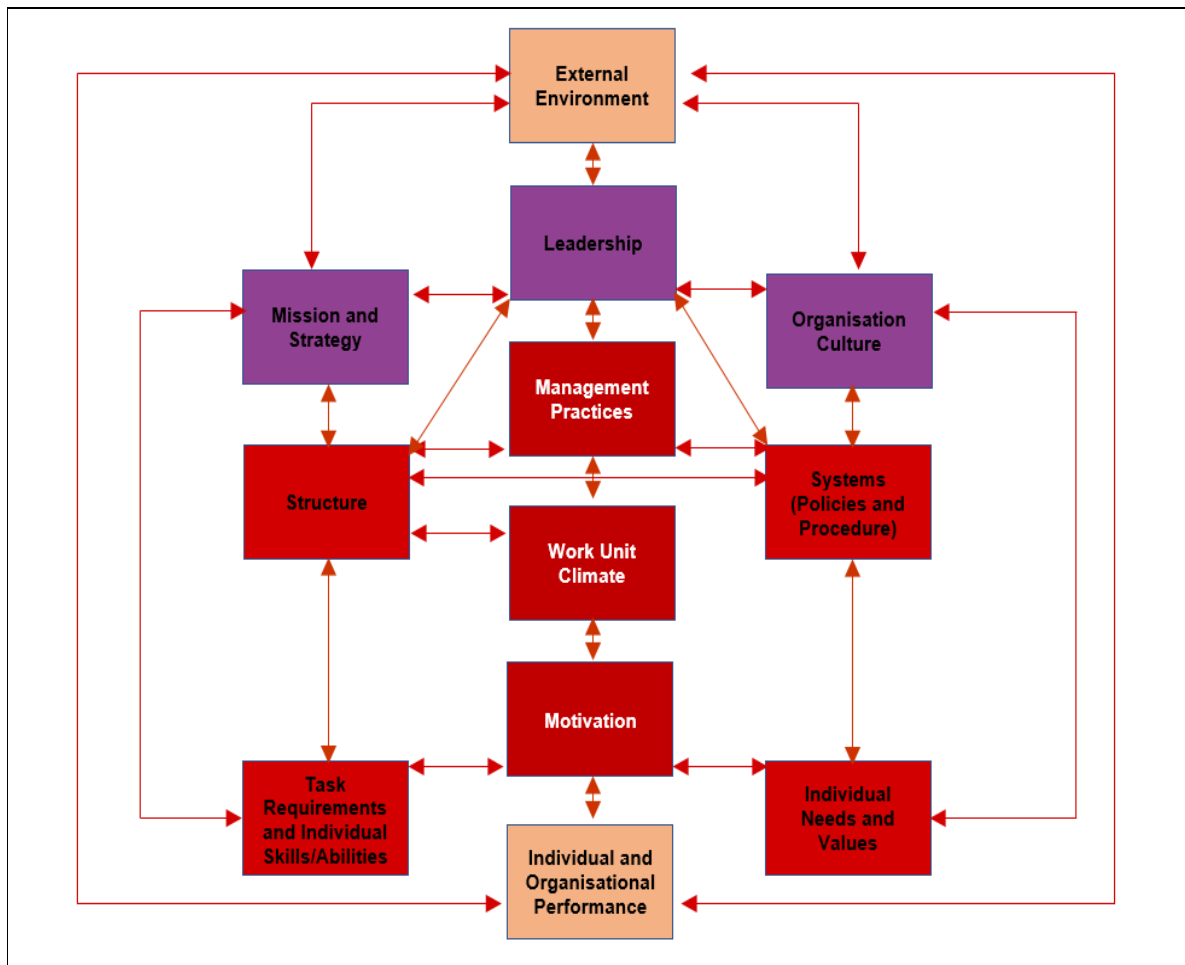 External
Environment
Leadership
Mission and
Strategy
Organisation
Culture
Management
Practices
Structure
Systems
(Policies and
Procedure)
Work Unit
Climate
Motivation
Task
Requirements
and Individual
Skills/Abilities
Individual
Needs and
Values
Individual and
Organisational
Performance